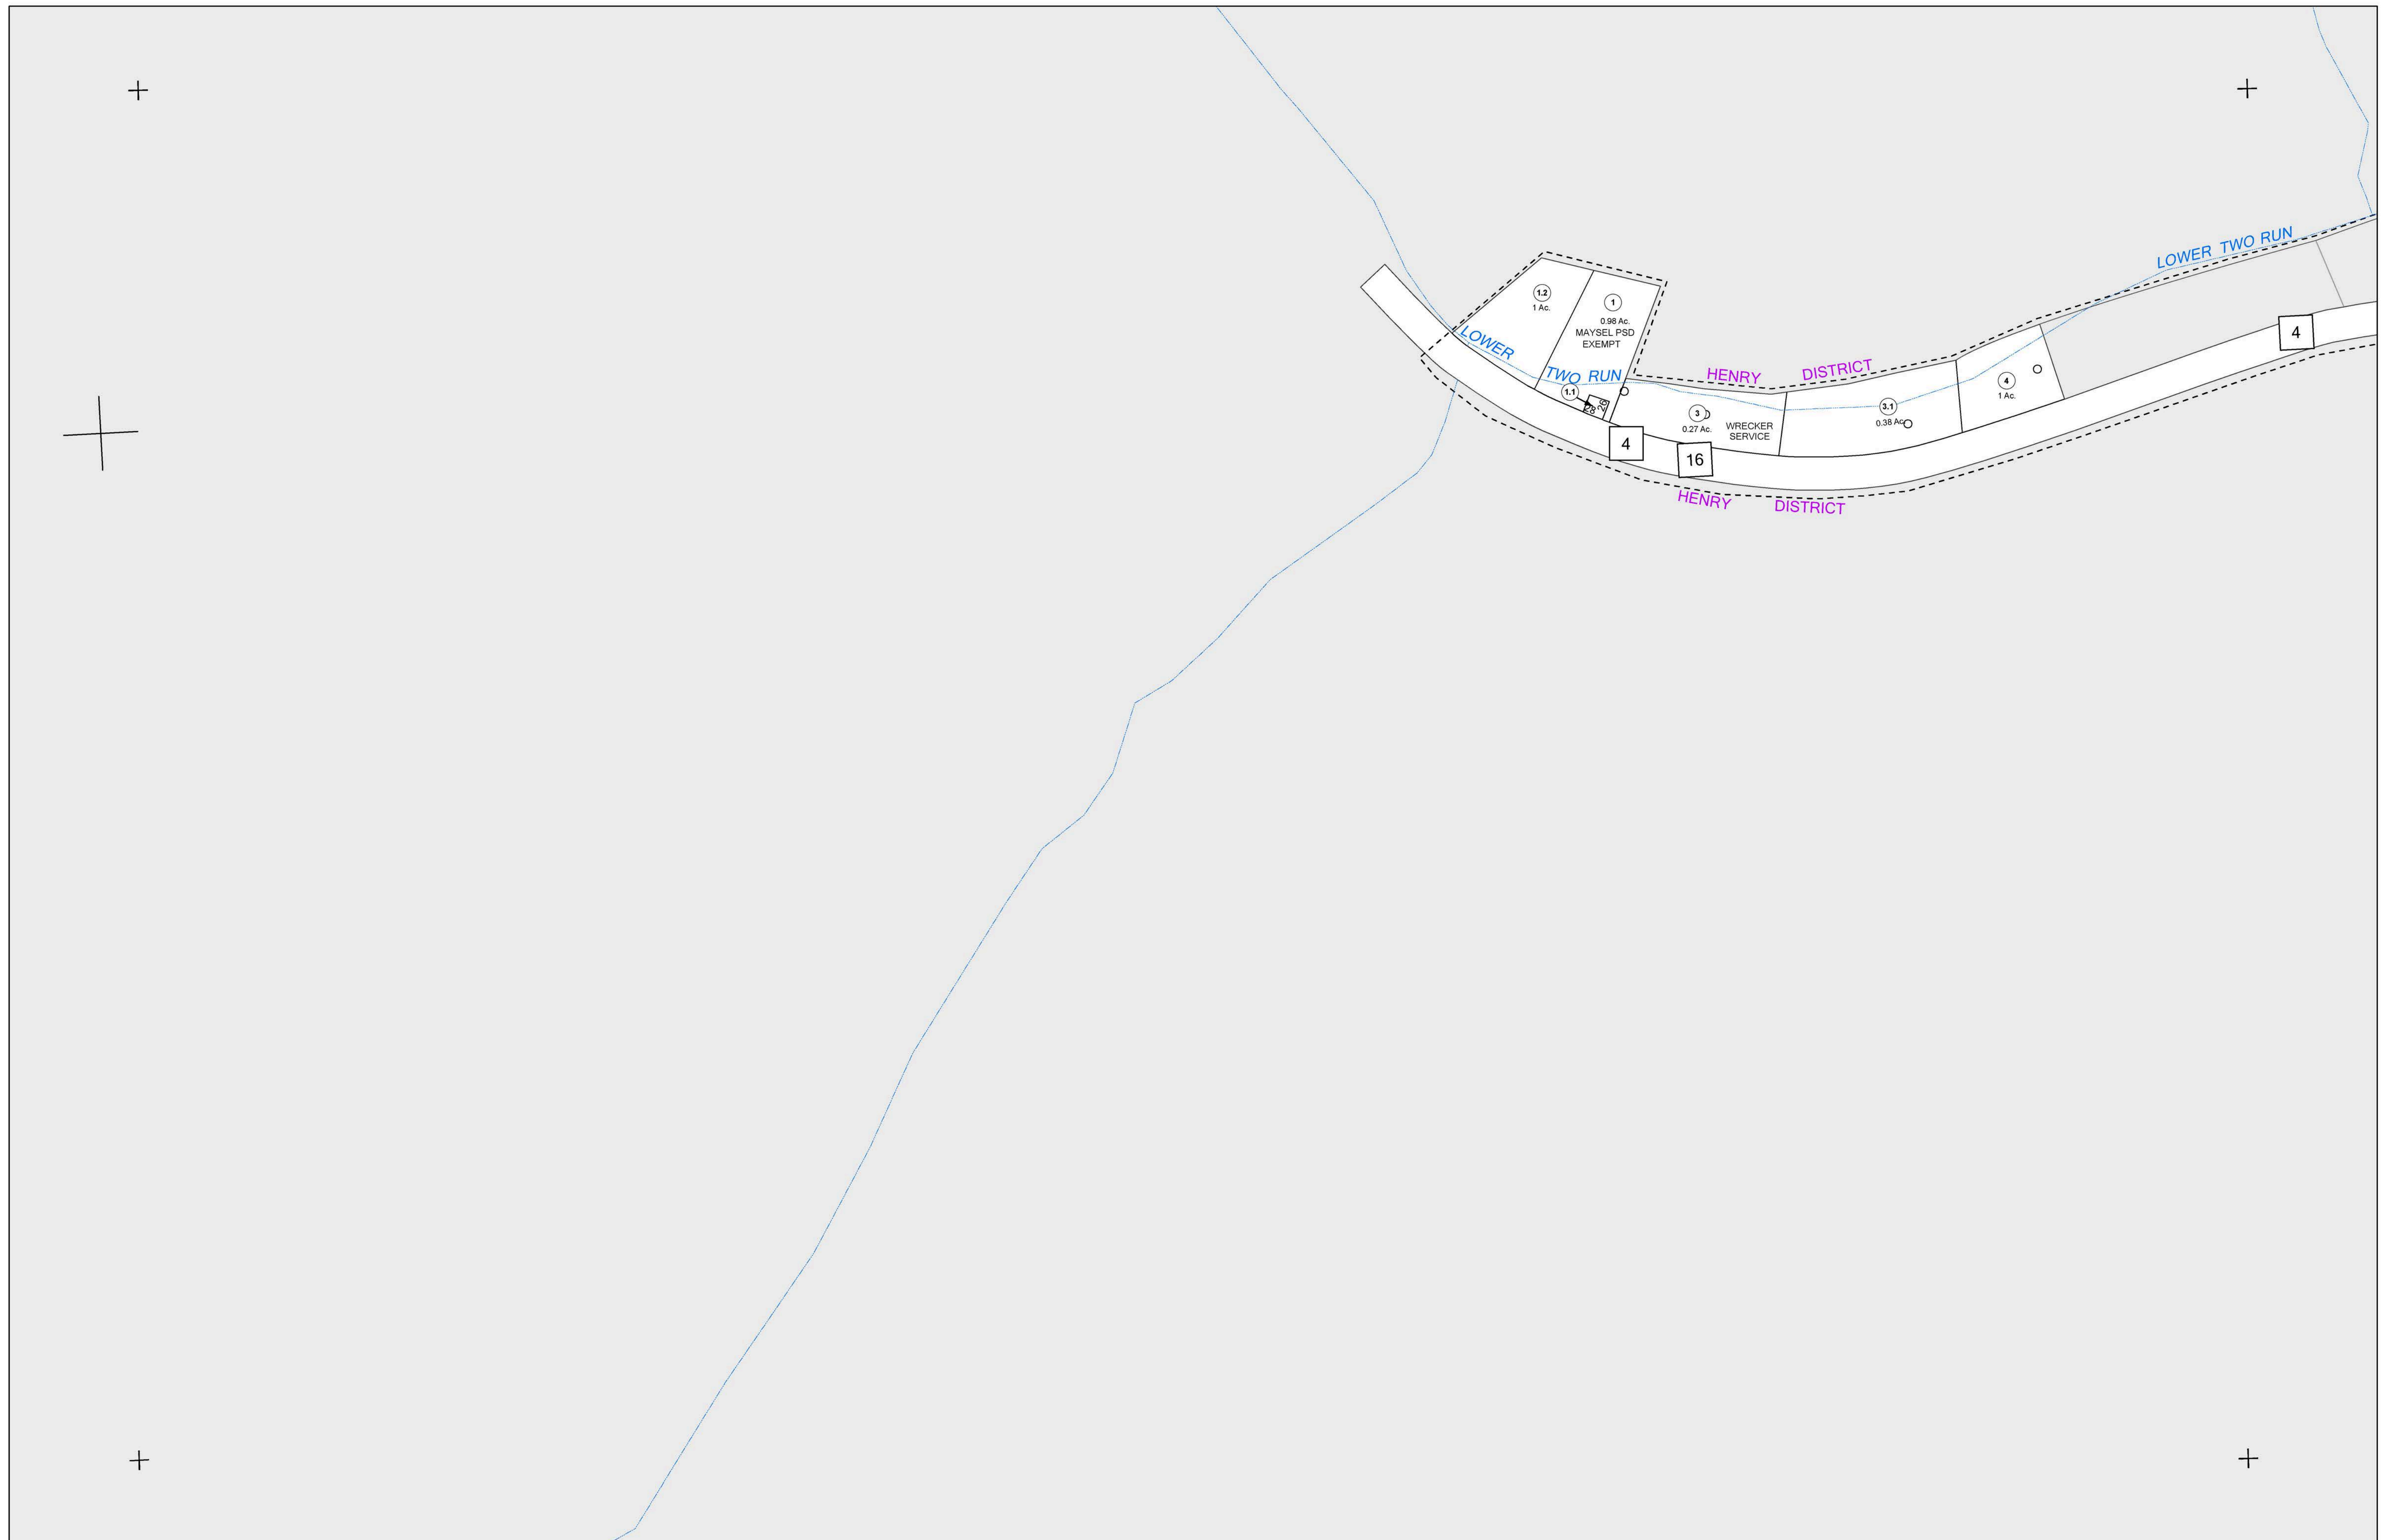 LOWER TWO RUN
1.2
1 Ac.
1
0.98 Ac.
MAYSEL PSD
EXEMPT
LOWER
TWO RUN
1.1
26
4
HENRY DISTRICT
3
0.27 Ac.
WRECKER
SERVICE
3.1
0.38 Ac.
4
1 Ac.
4
16
HENRY DISTRICT